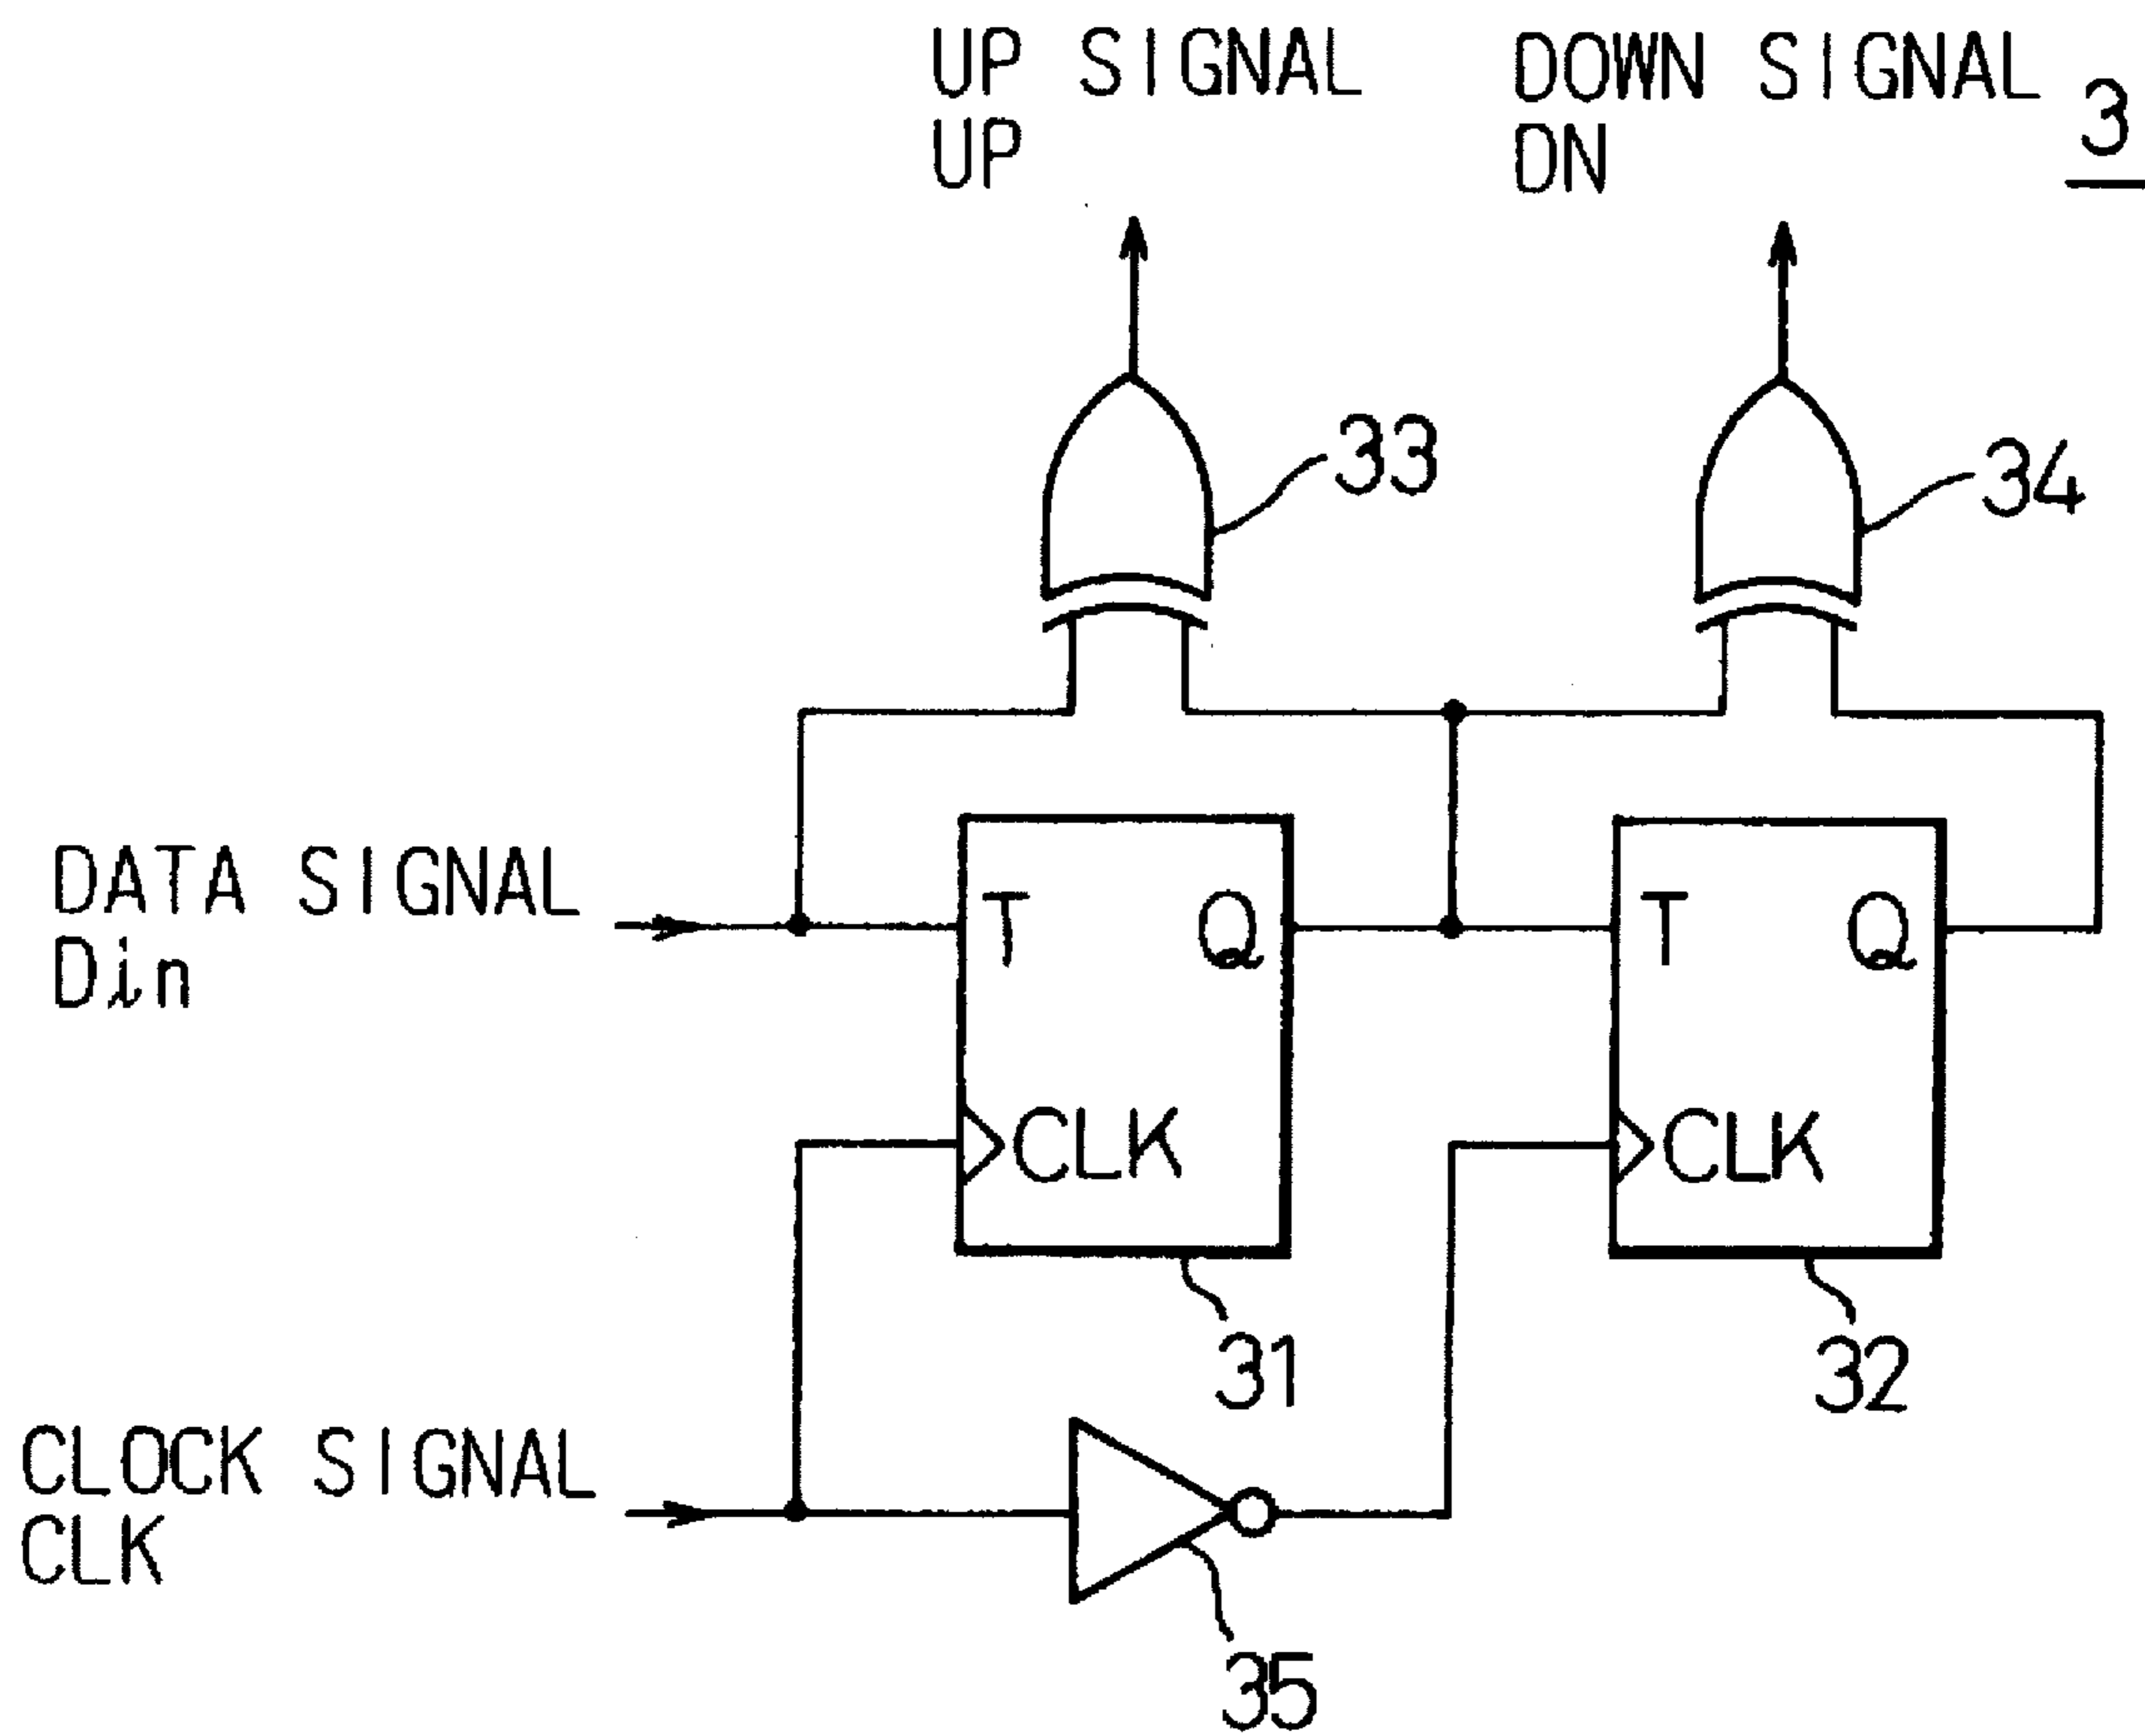 UP SIGNAL
UP
DOWN SIGNAL
DN
3
33
34
DATA SIGNAL
Din
T
Q
CLK
31
T
Q
CLK
32
CLOCK SIGNAL
CLK
35